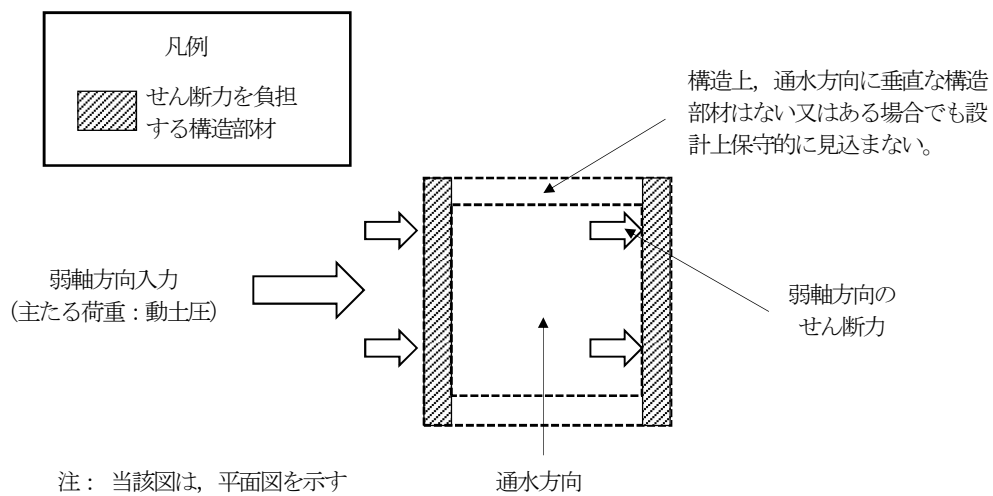 凡例
せん断力を負担
する構造部材
構造上，通水方向に垂直な構造
部材はない又はある場合でも設
計上保守的に見込まない。
弱軸方向入力
（主たる荷重：動土圧）
弱軸方向の
せん断力
注： 当該図は，平面図を示す
通水方向